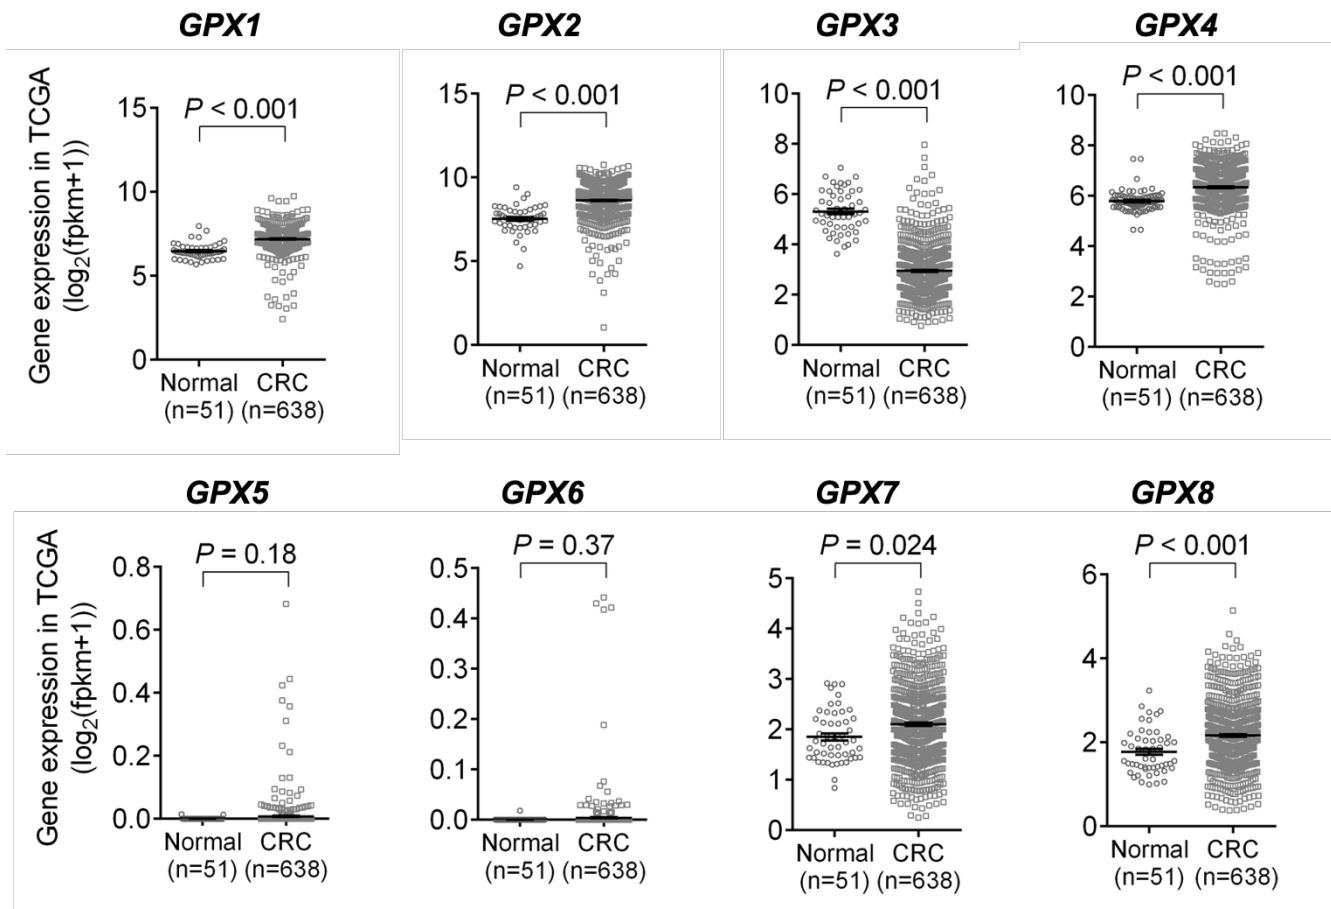 GPX1 GPX2 GPX3 GPX4
Gene expression in TCGA
(log2(fpkm+1))
P < 0.001
15
10
5
0
Normal CRC
(n=51) (n=638)
P < 0.001
15
10
5
0
Normal CRC
(n=51) (n=638)
P < 0.001
10
8
6
4
2
0
Normal CRC
(n=51) (n=638)
P < 0.001
10
8
6
4
2
0
Normal CRC
(n=51) (n=638)
GPX5 GPX6 GPX7 GPX8
Gene expression in TCGA
(log2(fpkm+1))
P = 0.18
0.8
0.6
0.4
0.2
0.0
Normal CRC
(n=51) (n=638)
P = 0.37
0.5
0.4
0.3
0.2
0.1
0.0
Normal CRC
(n=51) (n=638)
P = 0.024
5
4
3
2
1
0
Normal CRC
(n=51) (n=638)
P < 0.001
6
4
2
0
Normal CRC
(n=51) (n=638)